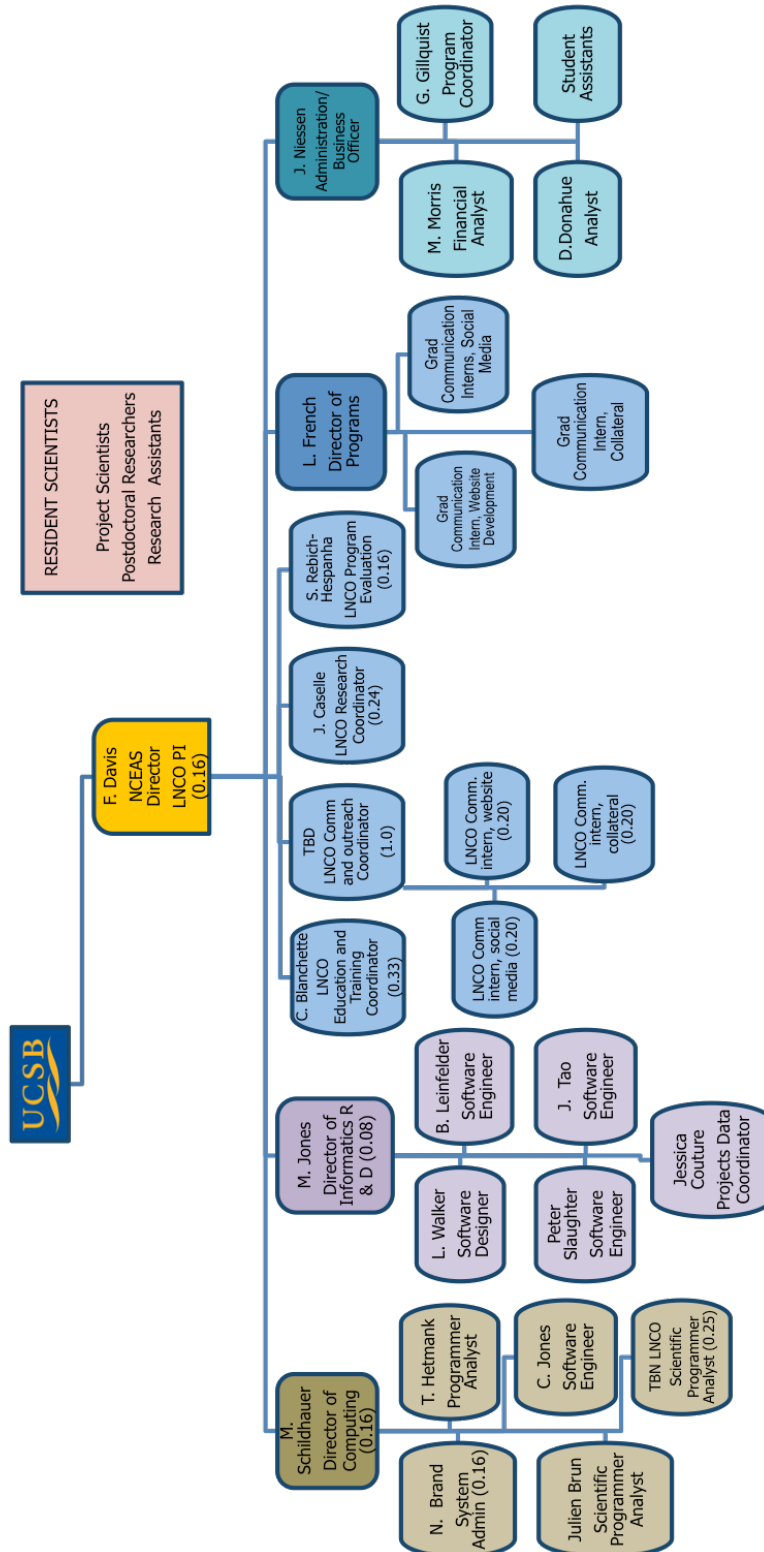 UCSB
RESIDENT SCIENTISTS
Project Scientists
Postdoctoral Researchers
Research Assistants
F. Davis
NCEAS
Director
LNCO PI
(0.16)
M.
Schildhauer
Director of
Computing
(0.16)
M. Jones
Director of
Informatics R
& D (0.08)
C. Blanchette
LNCO
Education and
Training
Coordinator
(0.33)
TBD
LNCO Comm
and outreach
Coordinator
(1.0)
J. Caselle
LNCO Research
Coordinator
(0.24)
S. Rebich-
Hespanha
LNCO Program
Evaluation
(0.16)
L. French
Director of
Programs
J. Niessen
Administration/
Business
Officer
N. Brand
System
Admin (0.16)
T. Hetmank
Programmer
Analyst
Julien Brun
Scientific
Programmer
Analyst
C. Jones
Software
Engineer
TBN LNCO
Scientific
Programmer
Analyst (0.25)
L. Walker
Software
Designer
B. Leinfelder
Software
Engineer
Peter
Slaughter
Software
Engineer
J. Tao
Software
Engineer
Jessica
Couture
Projects Data
Coordinator
LNCO Comm
intern, social
media (0.20)
LNCO Comm.
intern, website
(0.20)
LNCO Comm.
intern,
collateral
(0.20)
Grad
Communication
Intern, Website
Development
Grad
Communication
Interns, Social
Media
Grad
Communication
Intern,
Collateral
M. Morris
Financial
Analyst
G. Gillquist
Program
Coordinator
D.Donahue
Analyst
Student
Assistants